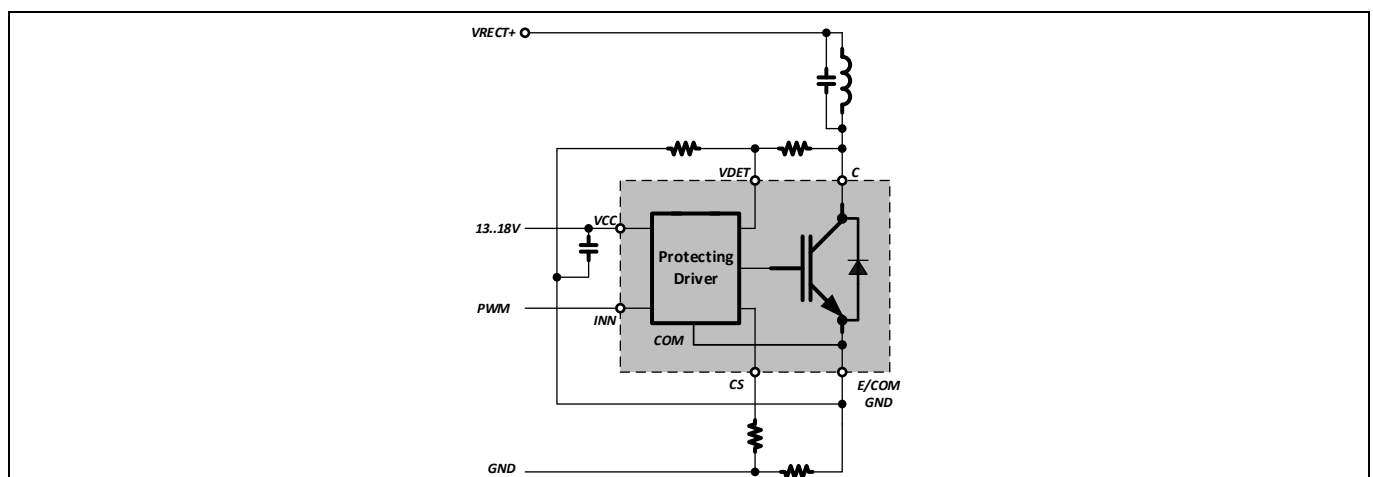 VRECT+
VDET
C
13..18V
VCC
Protecting
Driver
PWM
INN
COM
CS
E/COM
GND
GND